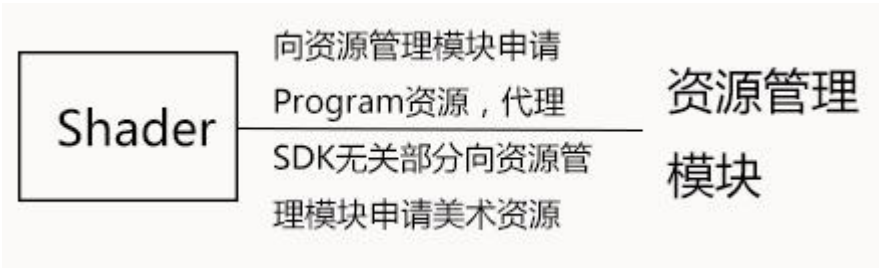 Shader
向资源管理模块申请
Program资源，代理
SDK无关部分向资源管
理模块申请美术资源
资源管理
模块